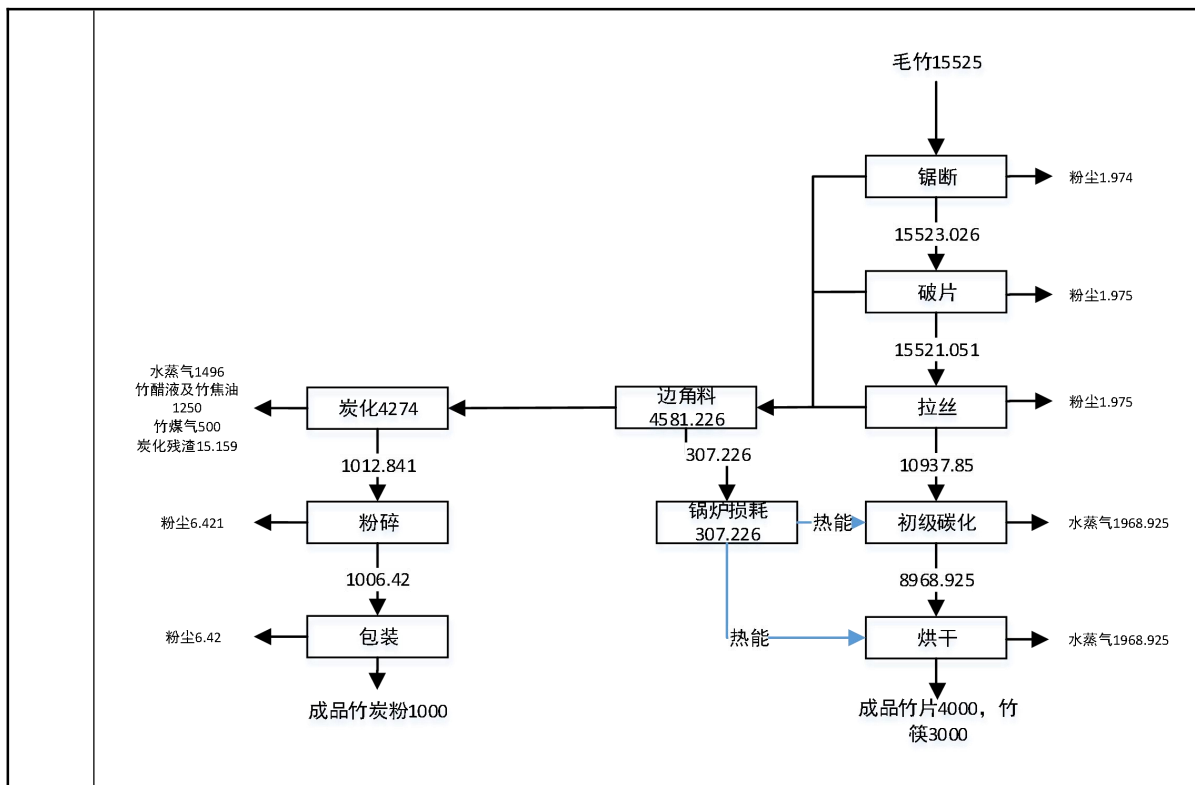 毛竹15525
锯断
粉尘1.974
15523.026
破片
粉尘1.975
15521.051
水蒸气1496
竹醋液及竹焦油
1250
竹煤气500
炭化残渣15.159
炭化4274
边角料
4581.226
拉丝
粉尘1.975
1012.841
307.226
10937.85
粉尘6.421
粉碎
锅炉损耗
307.226
热能
初级碳化
水蒸气1968.925
1006.42
8968.925
粉尘6.42
包装
热能
烘干
水蒸气1968.925
成品竹炭粉1000
成品竹片4000，竹
筷3000